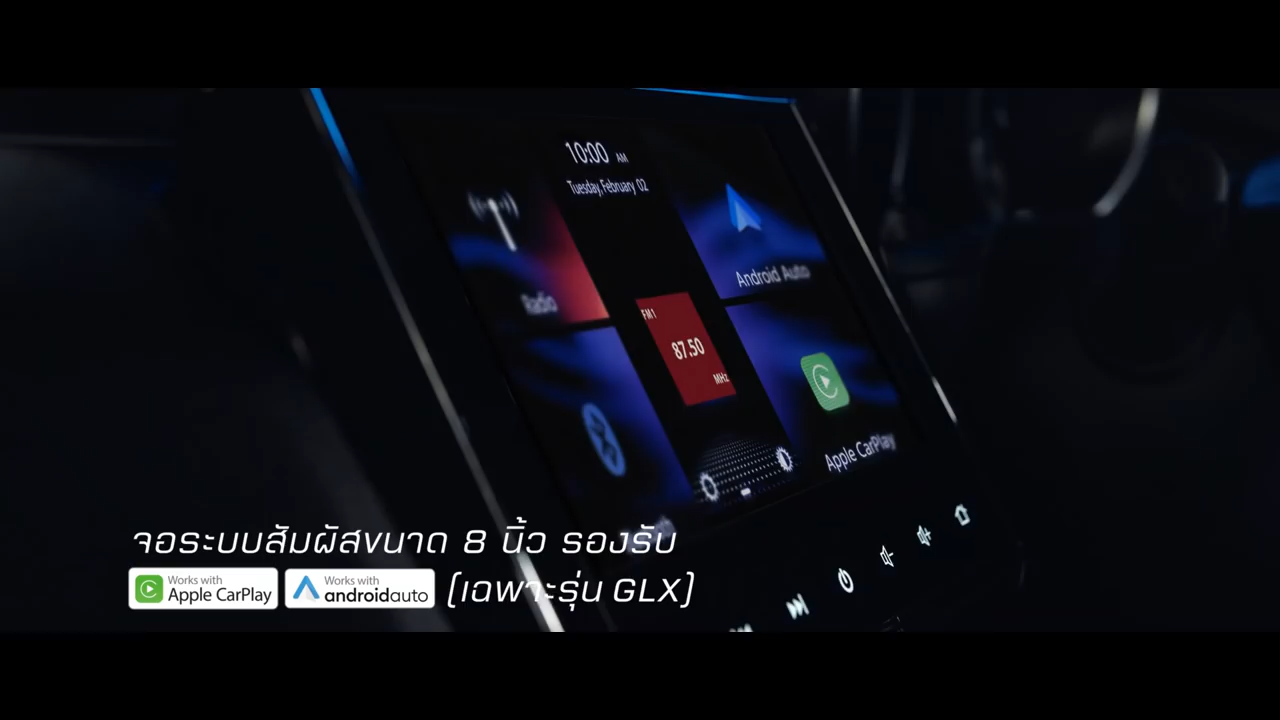 10:00 AM
Tuesday, February 02
Radio
Android Auto
FM1
87.50
MHz
Apple CarPlay
จอระบบสัมผัสขนาด 8 นิ้ว รองรับ
Works with Apple CarPlay Works with androidauto (เฉพาะรุ่น GLX)